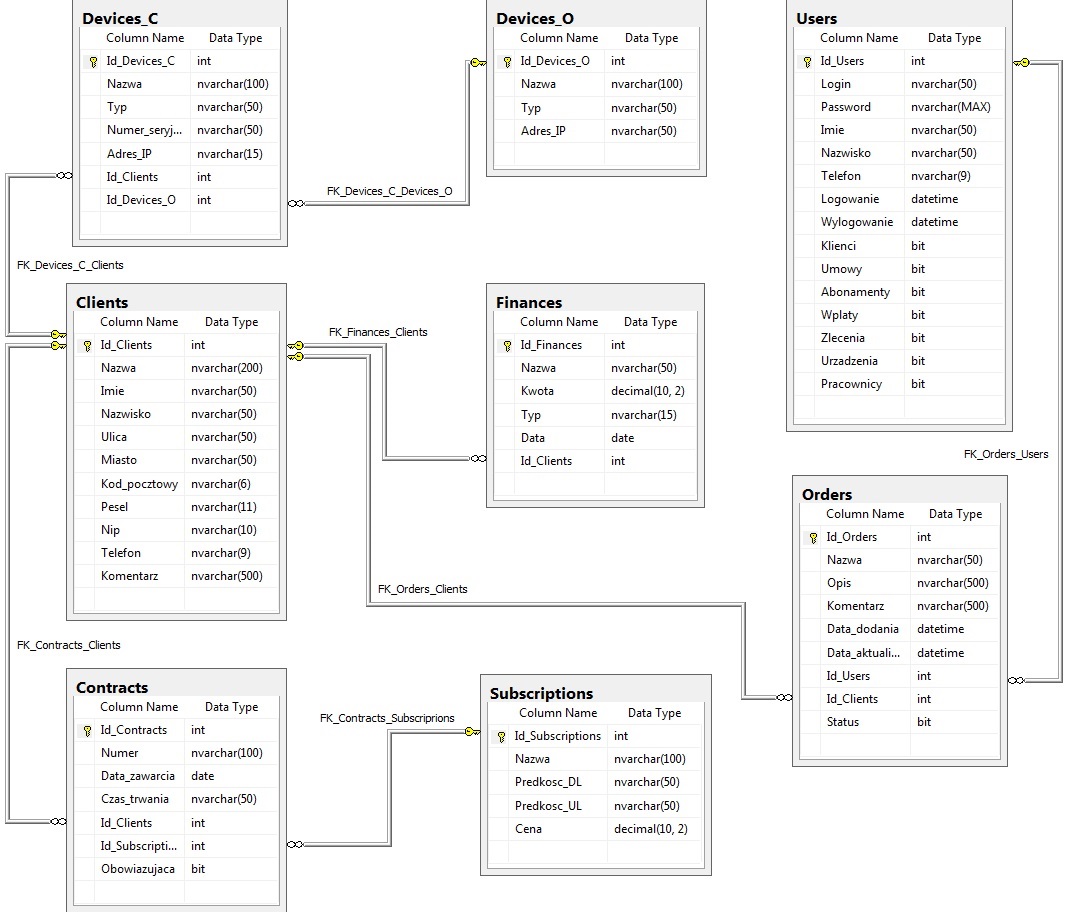 Devices_C
Column Name Data Type
Id_Devices_C int
Nazwa nvarchar(100)
Typ nvarchar(50)
Numer_seryj... nvarchar(50)
Adres_IP nvarchar(15)
Id_Clients int
Id_Devices_O int
Devices_O
Column Name Data Type
Id_Devices_O int
Nazwa nvarchar(100)
Typ nvarchar(50)
Adres_IP nvarchar(50)
Users
Column Name Data Type
Id_Users int
Login nvarchar(50)
Password nvarchar(MAX)
Imie nvarchar(50)
Nazwisko nvarchar(50)
Telefon nvarchar(9)
Logowanie datetime
Wylogowanie datetime
Klienci bit
Umowy bit
Abonamenty bit
Wplaty bit
Zlecenia bit
Urzadzenia bit
Pracownicy bit
FK_Devices_C_Devices_O
FK_Devices_C_Clients
Clients
Column Name Data Type
Id_Clients int
Nazwa nvarchar(200)
Imie nvarchar(50)
Nazwisko nvarchar(50)
Ulica nvarchar(50)
Miasto nvarchar(50)
Kod_pocztowy nvarchar(6)
Pesel nvarchar(11)
Nip nvarchar(10)
Telefon nvarchar(9)
Komentarz nvarchar(500)
FK_Finances_Clients
Finances
Column Name Data Type
Id_Finances int
Nazwa nvarchar(50)
Kwota decimal(10, 2)
Typ nvarchar(15)
Data date
Id_Clients int
FK_Orders_Users
Orders
Column Name Data Type
Id_Orders int
Nazwa nvarchar(50)
Opis nvarchar(500)
Komentarz nvarchar(500)
Data_dodania datetime
Data_aktuali... datetime
Id_Users int
Id_Clients int
Status bit
FK_Orders_Clients
FK_Contracts_Clients
Contracts
Column Name Data Type
Id_Contracts int
Numer nvarchar(100)
Data_zawarcia date
Czas_trwania nvarchar(50)
Id_Clients int
Id_Subscripti... int
Obowiazujaca bit
FK_Contracts_Subscriprions
Subscriptions
Column Name Data Type
Id_Subscriptions int
Nazwa nvarchar(100)
Predkosc_DL nvarchar(50)
Predkosc_UL nvarchar(50)
Cena decimal(10, 2)